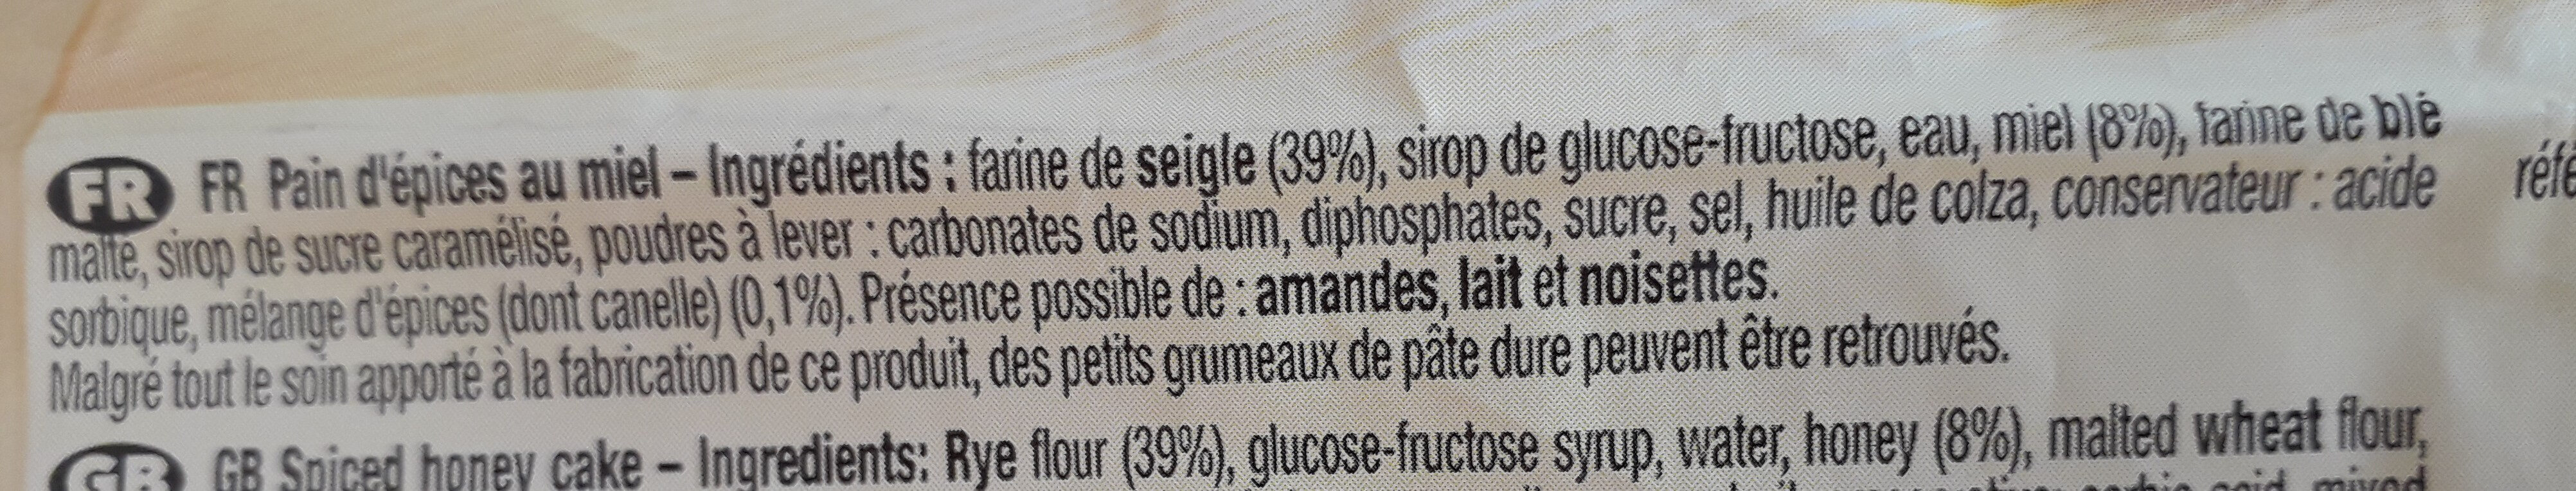 FR FR Pain d'épices au miel – Ingrédients : farine de seigle (39%), sirop de glucose-fructose, eau, miel (8%), farine de blé
malté, sirop de sucre caramélisé, poudres à lever : carbonates de sodium, diphosphates, sucre, sel, huile de colza, conservateur : acide
sorbique, mélange d'épices (dont canelle) (0,1%). Présence possible de : amandes, lait et noisettes.
Malgré tout le soin apporté à la fabrication de ce produit, des petits grumeaux de pâte dure peuvent être retrouvés.
GB GB Spiced honey cake – Ingredients: Rye flour (39%), glucose-fructose syrup, water, honey (8%), malted wheat flour,